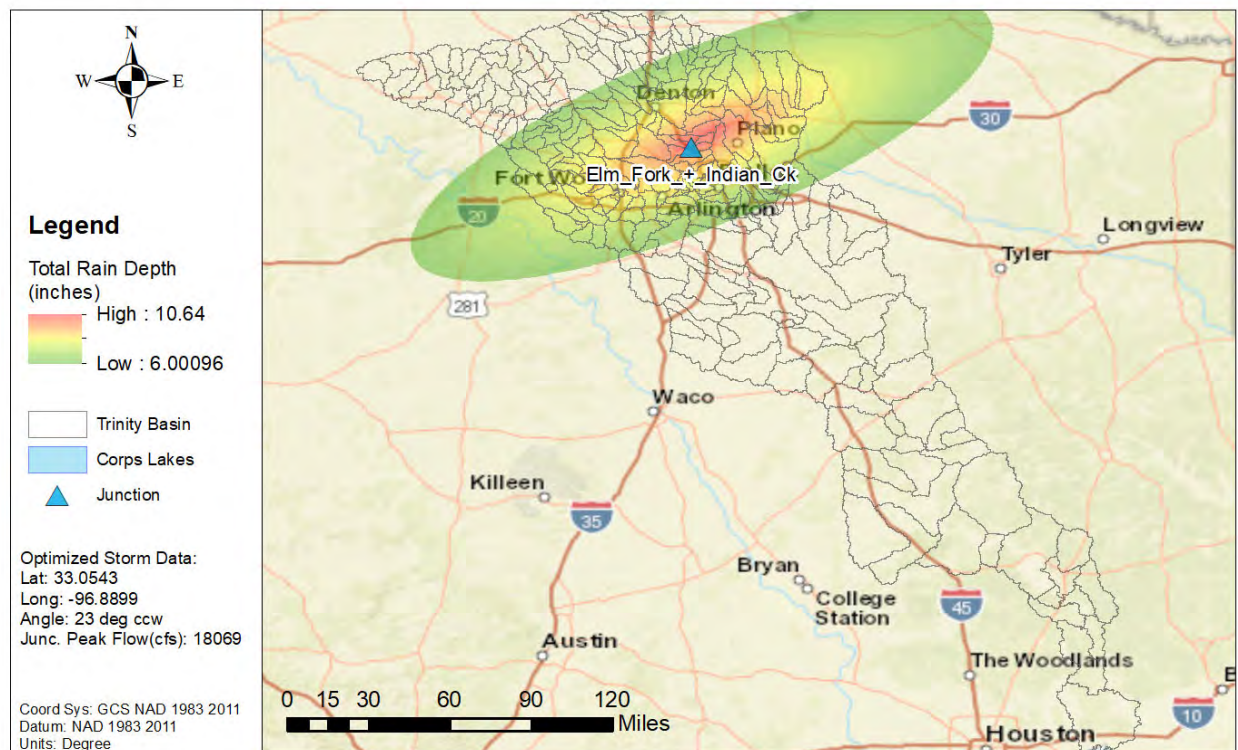 N
W
E
S
Legend
Total Rain Depth
(inches)
High : 10.64
Low : 6.00096
Trinity Basin
Corps Lakes
Junction
Optimized Storm Data:
Lat: 33.0543
Long: -96.8899
Angle: 23 deg ccw
Junc. Peak Flow(cfs): 18069
Coord Sys: GCS NAD 1983 2011
Datum: NAD 1983 2011
Units: Degree
Denton
30
Plano
Elm_Fork_+_Indian_Ck
Fort Wo
20
Arlington
Longview
Tyler
281
Waco
Killeen
35
Bryan
College
Station
45
Austin
The Woodlands
10
Houston
0 15 30 60 90 120
Miles